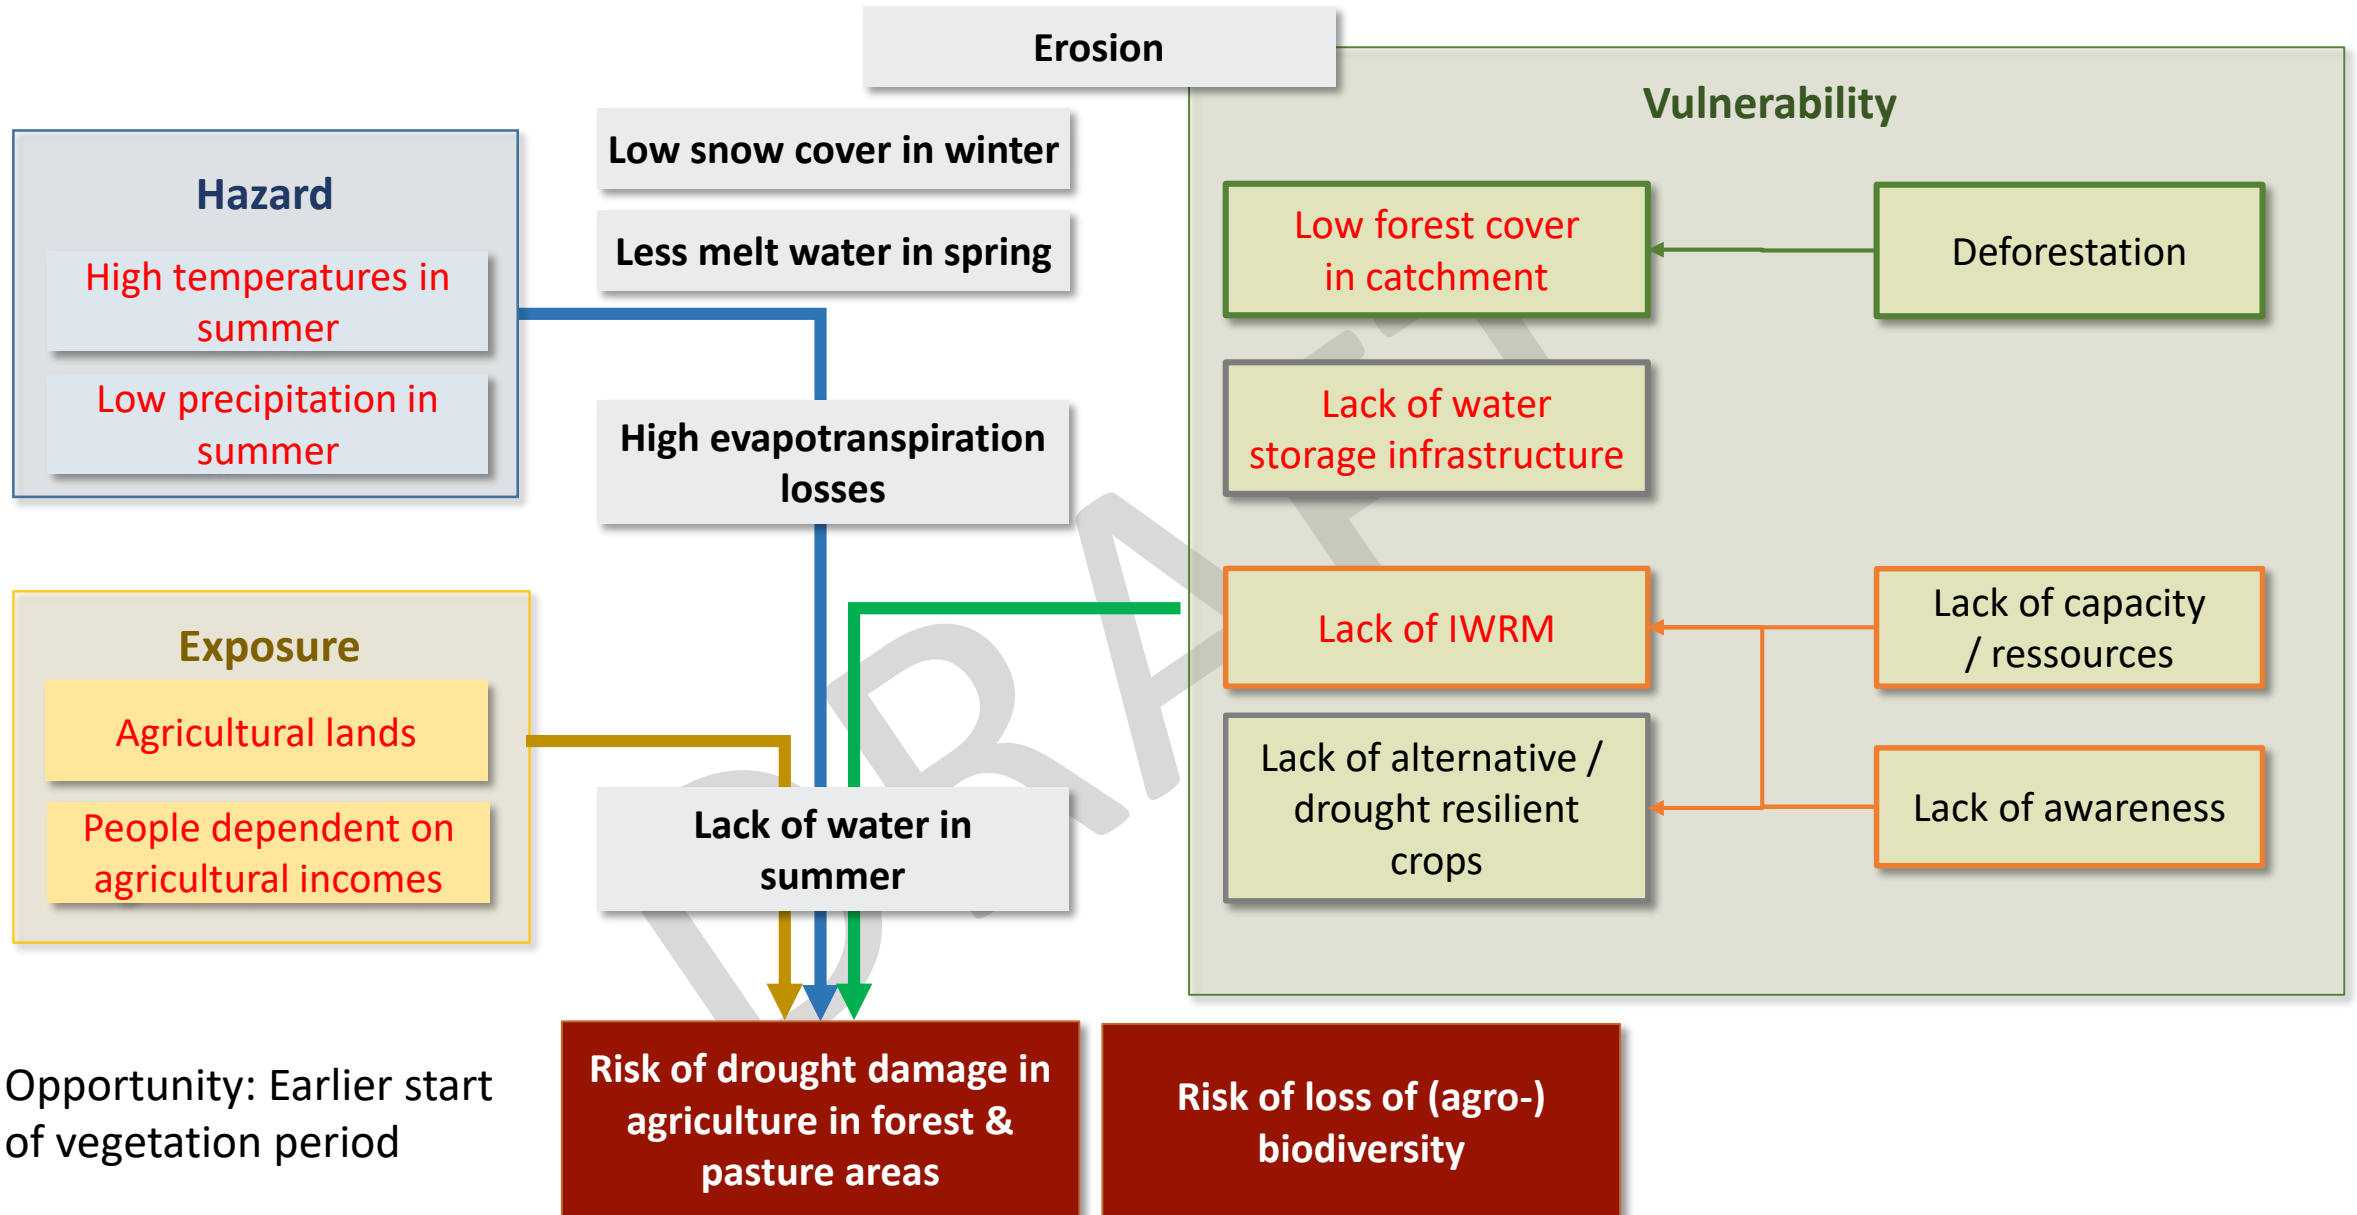 Erosion
Vulnerability
Low snow cover in winter
Less melt water in spring
Hazard
High temperatures in
summer
Low precipitation in
summer
High evapotranspiration
losses
Low forest cover
in catchment
Deforestation
Lack of water
storage infrastructure
Exposure
Agricultural lands
People dependent on
agricultural incomes
Lack of water in
summer
Lack of IWRM
Lack of capacity
/ ressources
Lack of alternative /
drought resilient
crops
Lack of awareness
DRAFT
Opportunity: Earlier start
of vegetation period
Risk of drought damage in
agriculture in forest &
pasture areas
Risk of loss of (agro-)
biodiversity